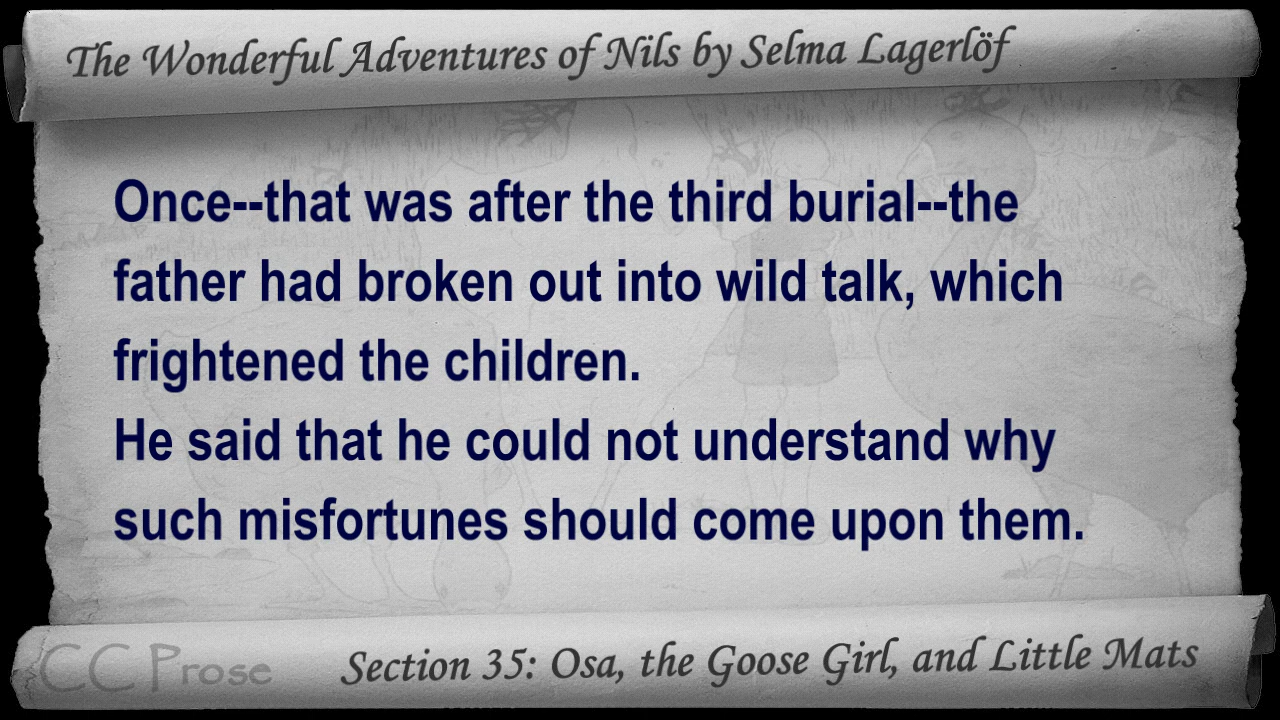 The Wonderful Adventures of Nils by Selma Lagerlöf
Once--that was after the third burial--the
father had broken out into wild talk, which
frightened the children.
He said that he could not understand why
such misfortunes should come upon them.
CC Prose
Section 35: Osa, the Goose Girl, and Little Mats